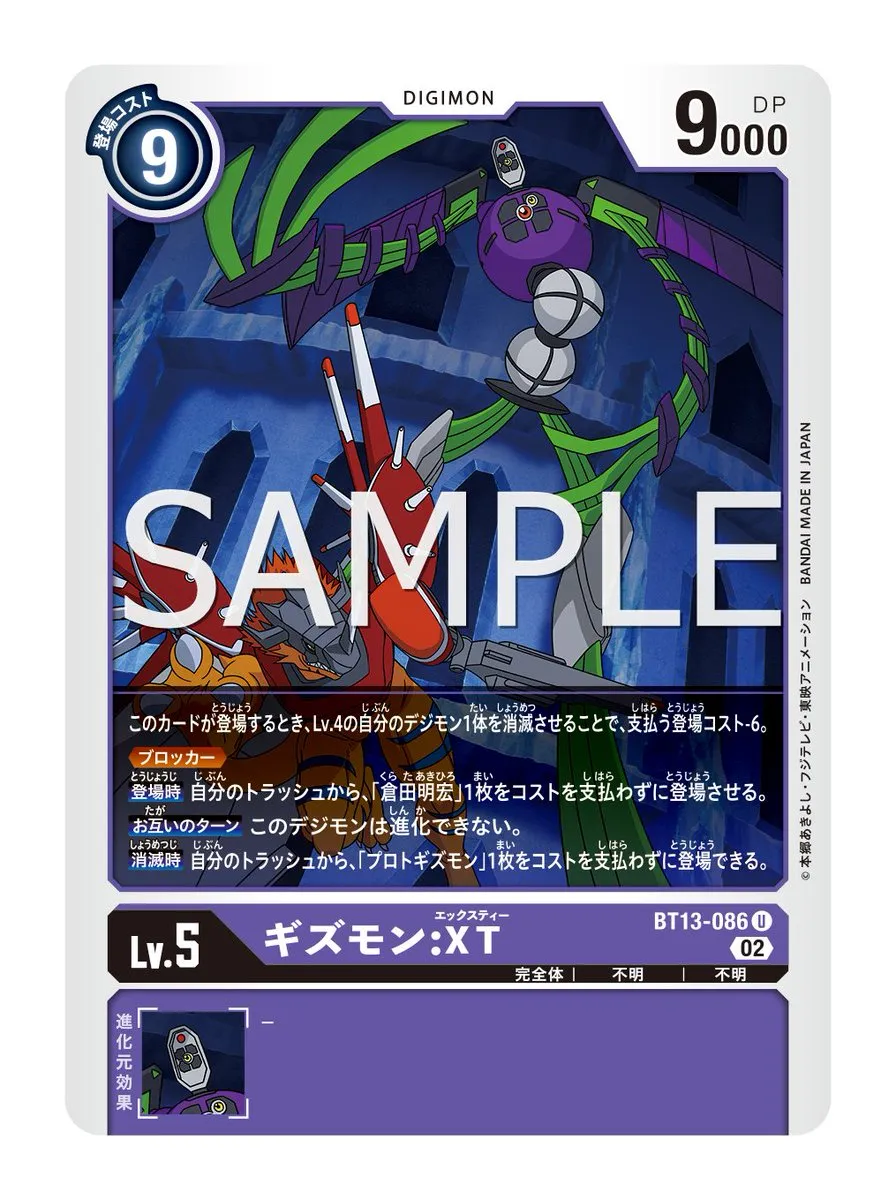 登場コスト
9
DIGIMON
DP
9000
SAMPLE
このカードが登場するとき、Lv.4の自分のデジモン1体を消滅させることで、支払う登場コスト-6。
ブロッカー
登場時 自分のトラッシュから、「倉田明宏」1枚をコストを支払わずに登場させる。
お互いのターン このデジモンは進化できない。
消滅時 自分のトラッシュから、「プロトギズモン」1枚をコストを支払わずに登場できる。
©本郷あきよし・フジテレビ・東映アニメーション BANDAI MADE IN JAPAN
Lv.5
エックスティー
ギズモン:XT
BT13-086 U
02
完全体 | 不明 | 不明
進化元効果
–